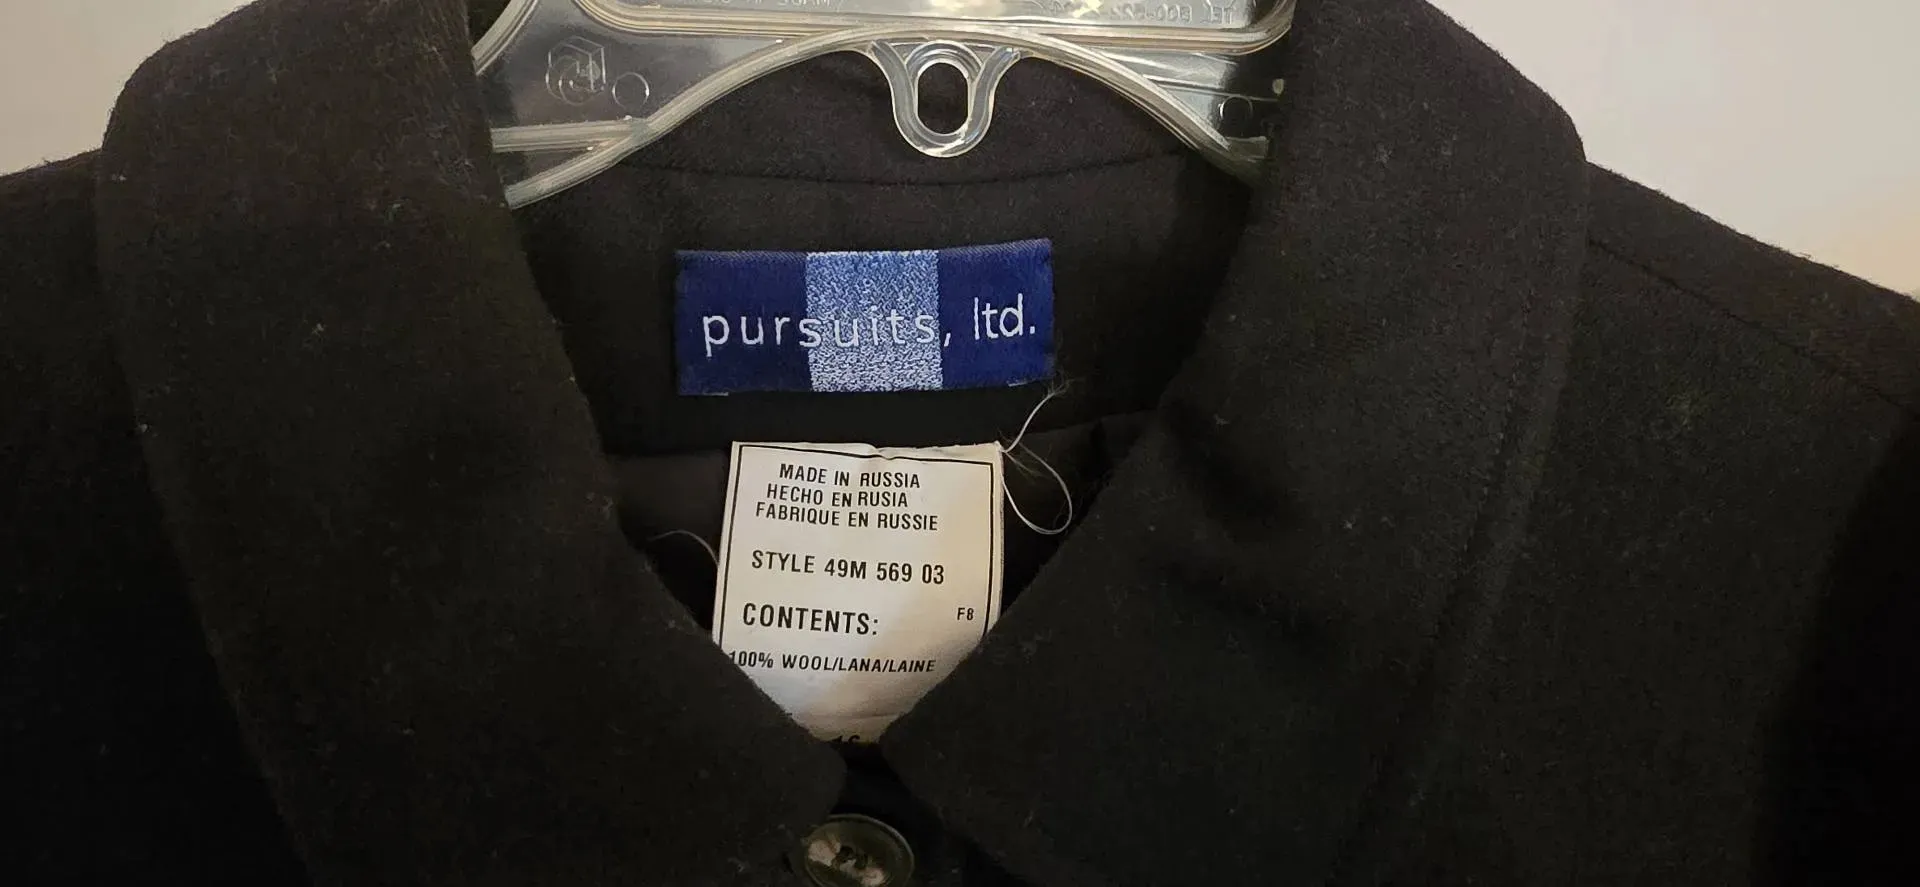 pursuits, ltd.
MADE IN RUSSIA
HECHO EN RUSIA
FABRIQUE EN RUSSIE
STYLE 49M 569 03
CONTENTS: F8
100% WOOL/LANA/LAINE